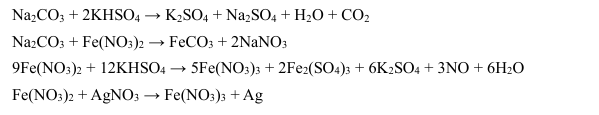 Na₂CO₃ + 2KHSO₄ → K₂SO₄ + Na₂SO₄ + H₂O + CO₂
Na₂CO₃ + Fe(NO₃)₂ → FeCO₃ + 2NaNO₃
9Fe(NO₃)₂ + 12KHSO₄ → 5Fe(NO₃)₃ + 2Fe₂(SO₄)₃ + 6K₂SO₄ + 3NO + 6H₂O
Fe(NO₃)₂ + AgNO₃ → Fe(NO₃)₃ + Ag